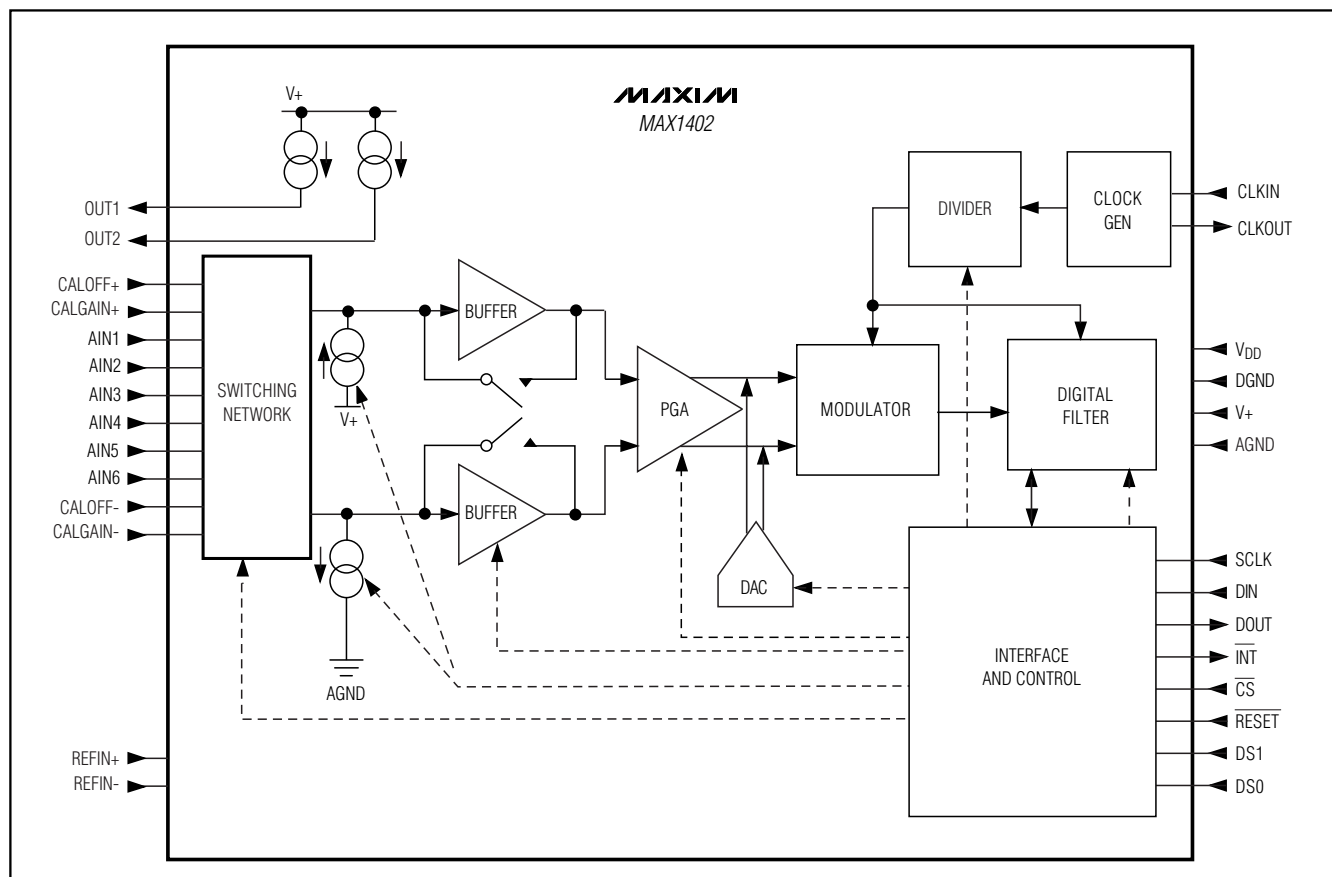 V+
MAXIM
MAX1402
OUT1
OUT2
CALOFF+
CALGAIN+
AIN1
AIN2
AIN3
AIN4
AIN5
AIN6
CALOFF-
CALGAIN-
REFIN+
REFIN-
SWITCHING
NETWORK
V+
AGND
BUFFER
BUFFER
PGA
DAC
MODULATOR
DIVIDER
CLOCK
GEN
DIGITAL
FILTER
INTERFACE
AND CONTROL
CLKIN
CLKOUT
VDD
DGND
V+
AGND
SCLK
DIN
DOUT
INT
CS
RESET
DS1
DS0